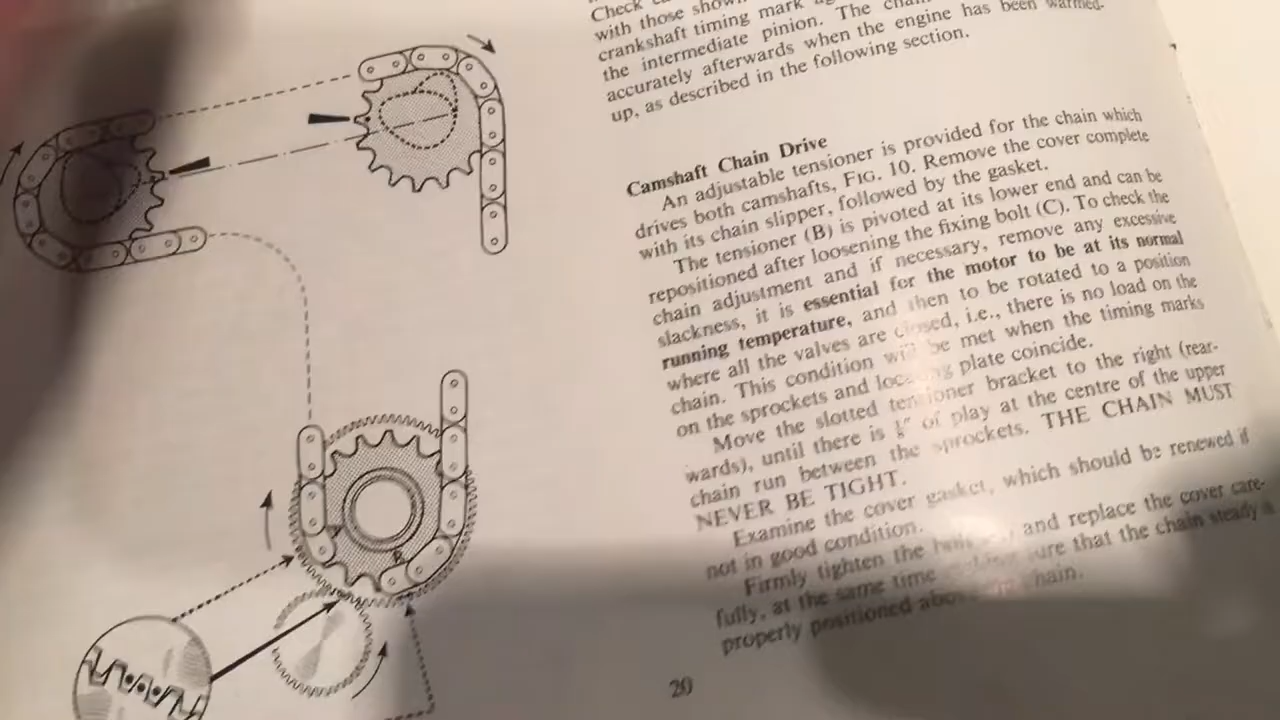 Check
with those shown
crankshaft timing mark
the intermediate pinion. The chain
accurately afterwards when the engine has been warmed-
up, as described in the following section.
Camshaft Chain Drive
An adjustable tensioner is provided for the chain which
drives both camshafts, FIG. 10. Remove the cover complete
with its chain slipper, followed by the gasket.
The tensioner (B) is pivoted at its lower end and can be
repositioned after loosening the fixing bolt (C). To check the
chain adjustment and if necessary, remove any excessive
slackness, it is essential for the motor to be at its normal
running temperature, and then to be rotated to a position
where all the valves are closed, i.e., there is no load on the
chain. This condition will be met when the timing marks
on the sprockets and locating plate coincide.
Move the slotted tensioner bracket to the right (rear-
wards), until there is of play at the centre of the upper
chain run between the sprockets. THE CHAIN MUST
NEVER BE TIGHT.
Examine the cover gasket, which should be renewed if
not in good condition.
Firmly tighten the and replace the cover care-
fully, at the same time sure that the chain steady
properly positioned above chain.
20